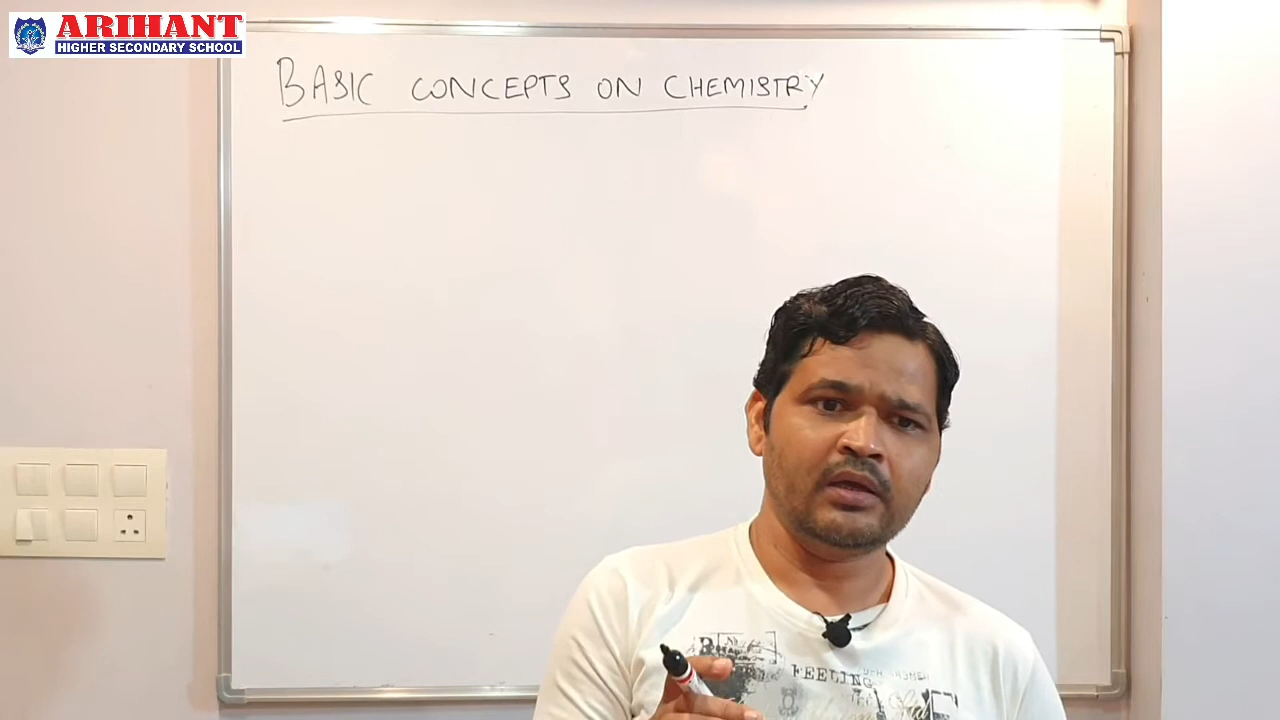 ARIHANT
HIGHER SECONDARY SCHOOL
BASIC CONCEPTS ON CHEMISTRY
FEELING